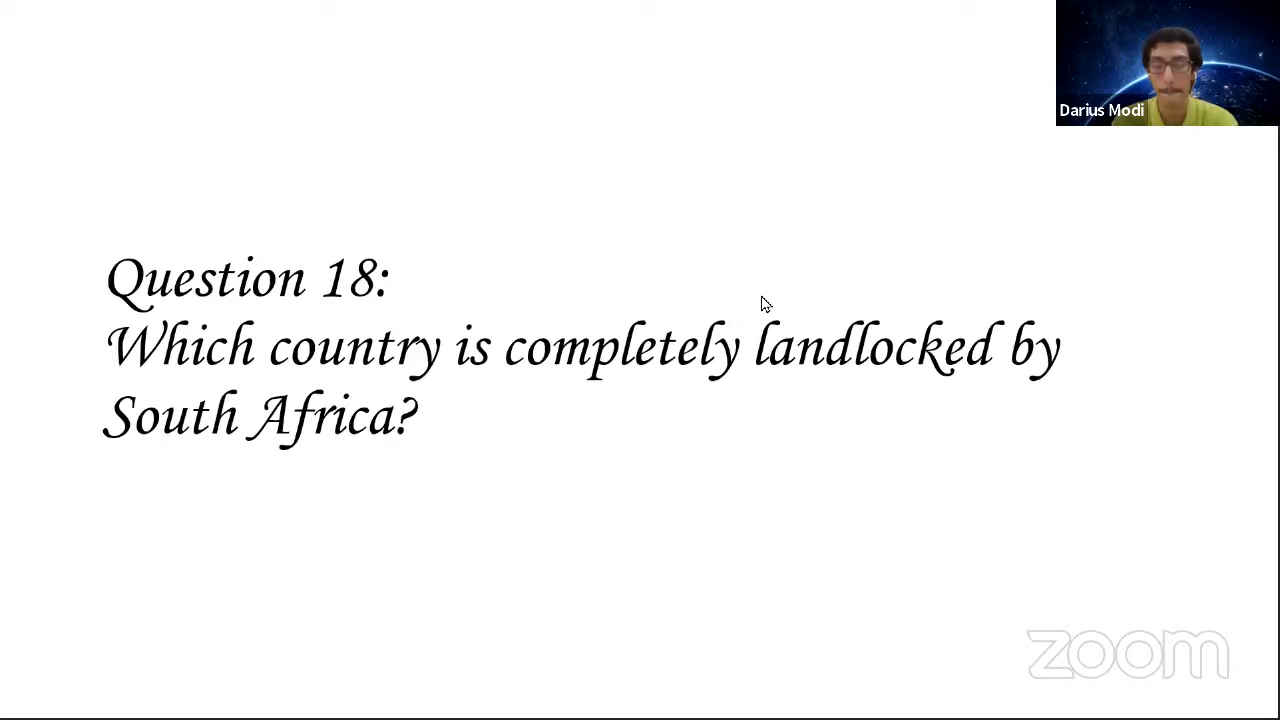 Darius Modi
Question 18:
Which country is completely landlocked by
South Africa?
zoom